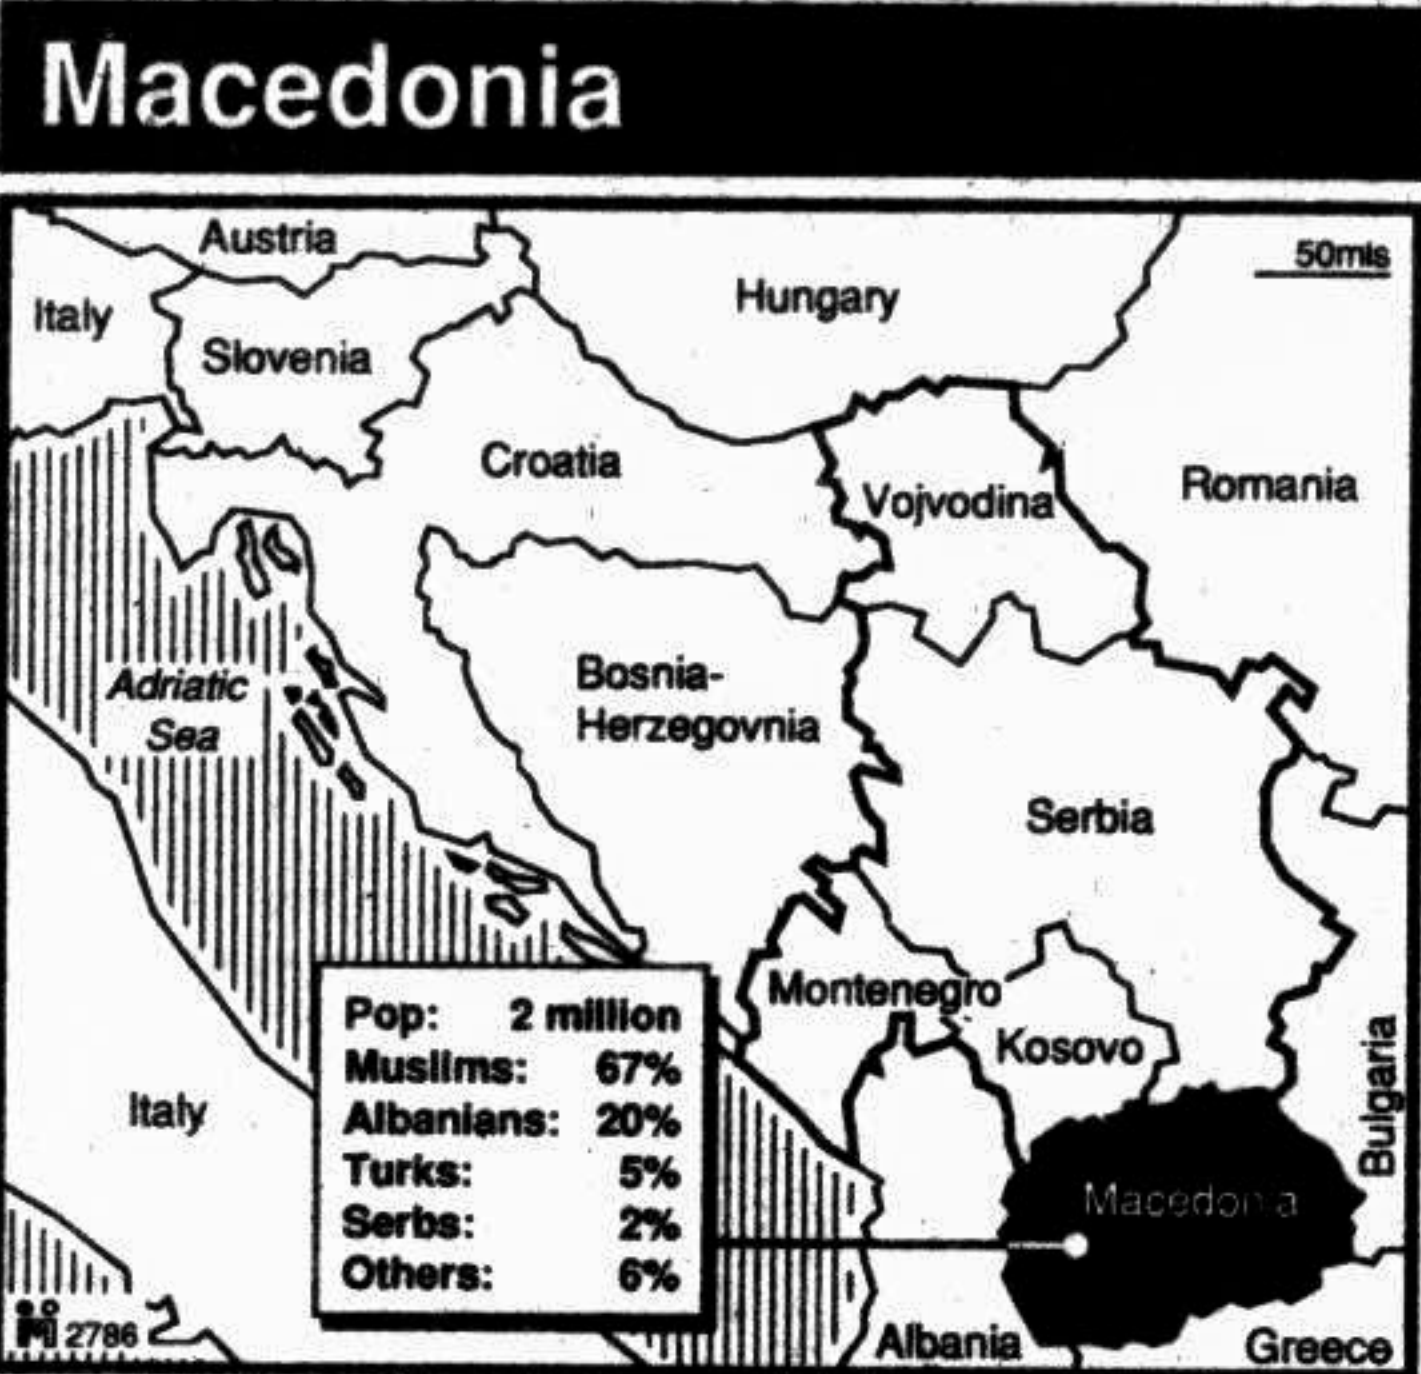 Macedonia
Austria
50mls
Italy
Hungary
Slovenia
Croatia
Vojvodina
Romania
Adriatic
Sea
Bosnia-
Herzegovnia
Serbia
Montenegro
Kosovo
Bulgaria
Italy
Pop: 2 million
Muslims: 67%
Albanians: 20%
Turks: 5%
Serbs: 2%
Others: 6%
Macedonia
2786
Albania
Greece